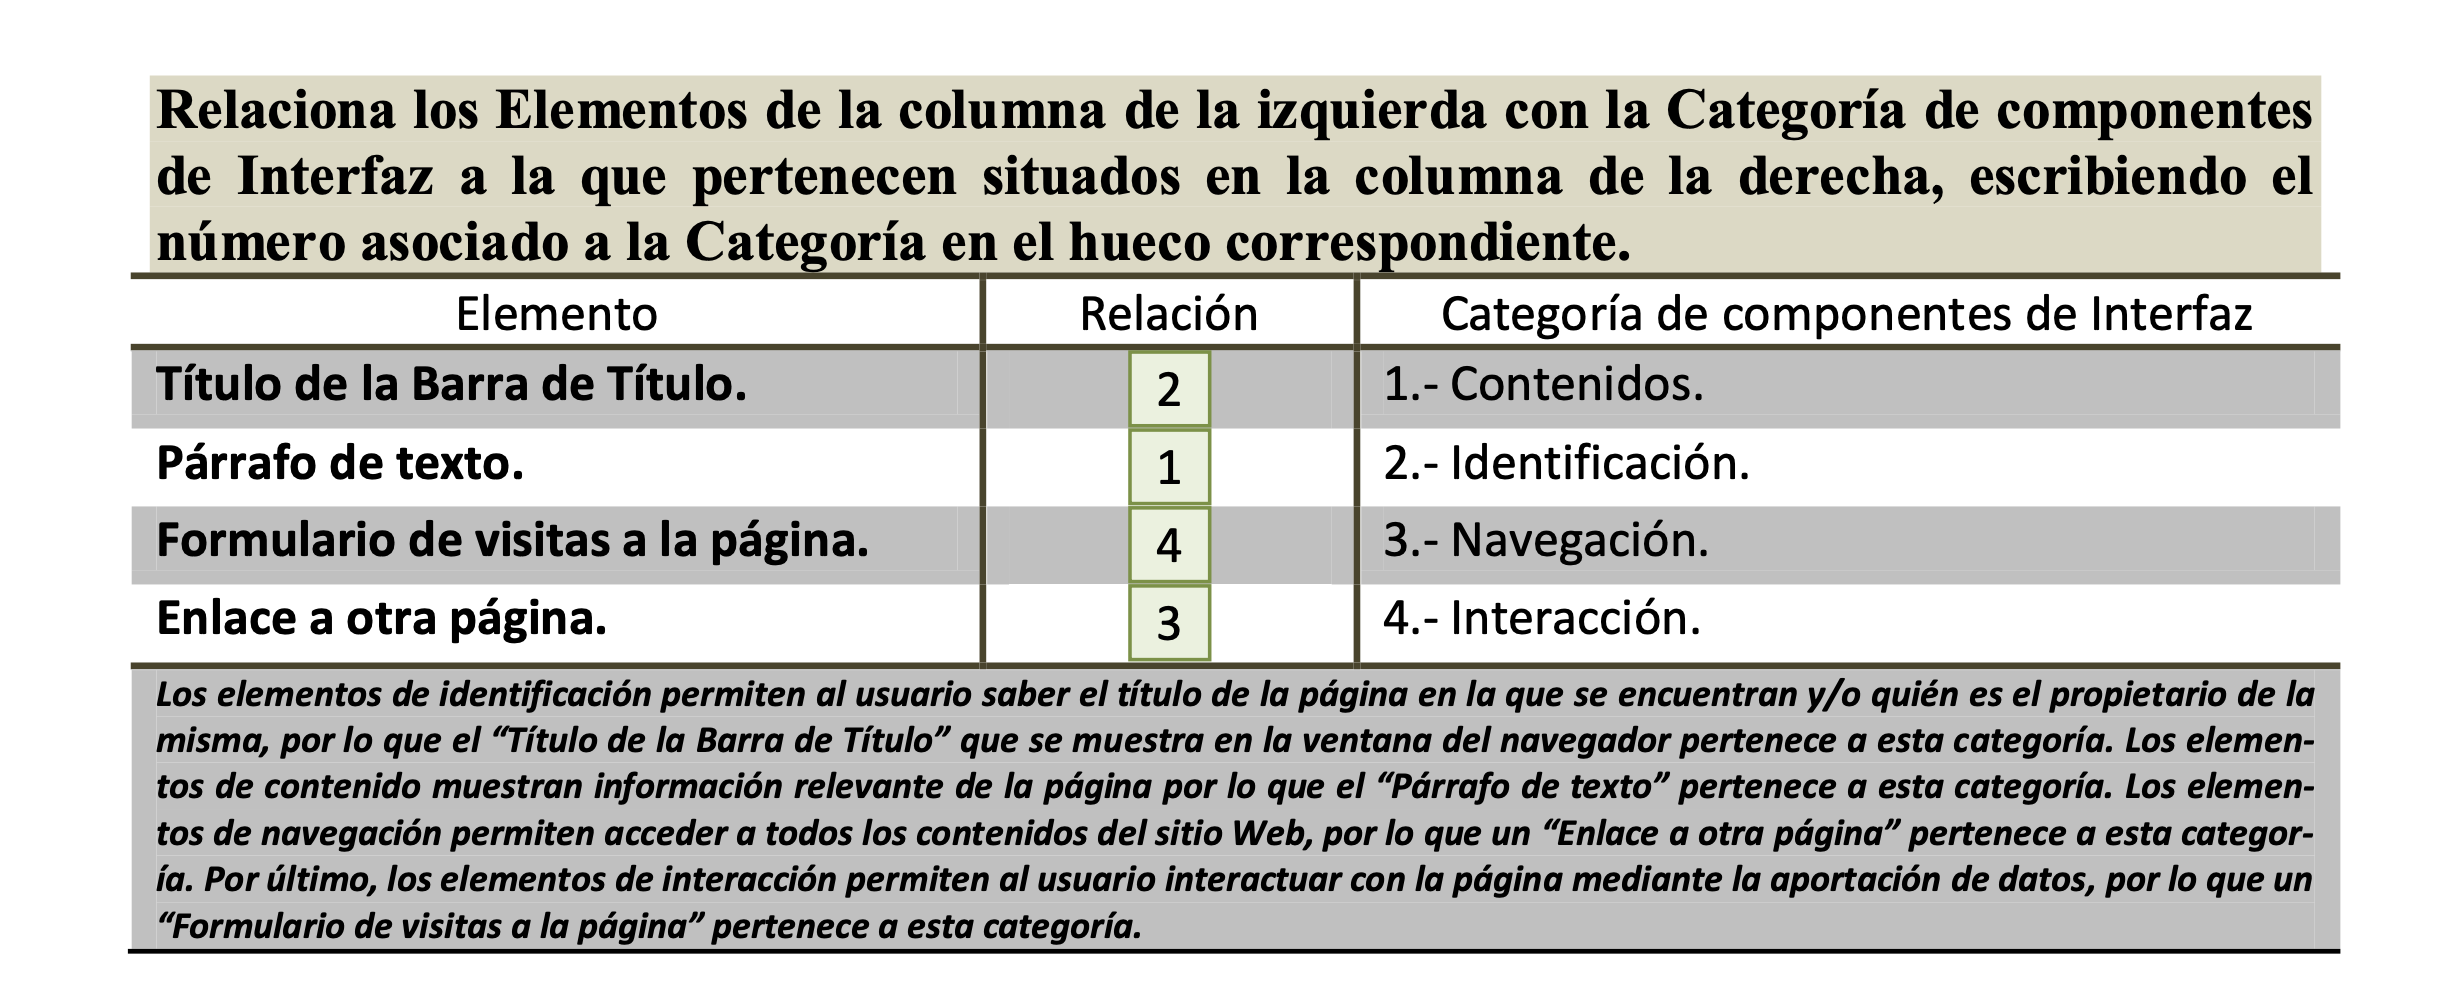 Relaciona los Elementos de la columna de la izquierda con la Categoría de componentes
de Interfaz a la que pertenecen situados en la columna de la derecha, escribiendo el
número asociado a la Categoría en el hueco correspondiente.
Elemento Relación Categoría de componentes de Interfaz
Título de la Barra de Título. 2 1.- Contenidos.
Párrafo de texto. 1 2.- Identificación.
Formulario de visitas a la página. 4 3.- Navegación.
Enlace a otra página. 3 4.- Interacción.
Los elementos de identificación permiten al usuario saber el título de la página en la que se encuentran y/o quién es el propietario de la
misma, por lo que el “Título de la Barra de Título” que se muestra en la ventana del navegador pertenece a esta categoría. Los elemen-
tos de contenido muestran información relevante de la página por lo que el “Párrafo de texto” pertenece a esta categoría. Los elemen-
tos de navegación permiten acceder a todos los contenidos del sitio Web, por lo que un “Enlace a otra página” pertenece a esta categor-
ía. Por último, los elementos de interacción permiten al usuario interactuar con la página mediante la aportación de datos, por lo que un
“Formulario de visitas a la página” pertenece a esta categoría.